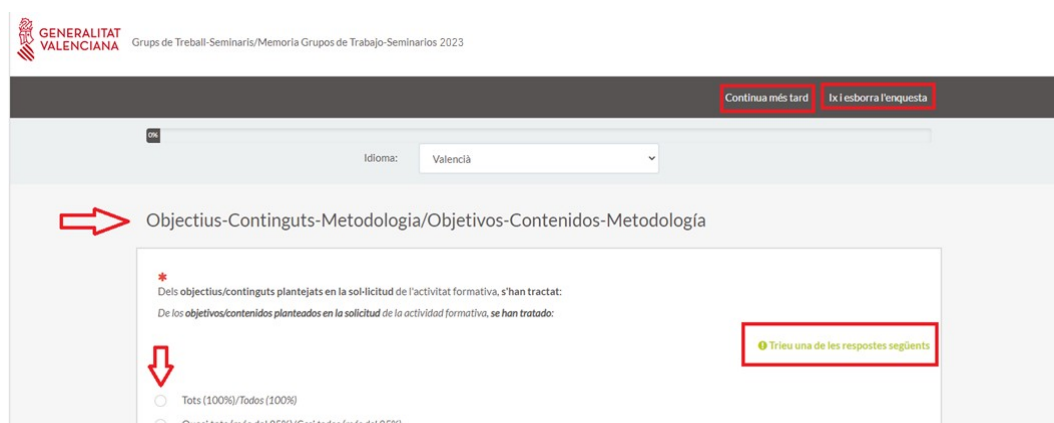 GENERALITAT
VALENCIANA
Grups de Treball-Seminaris/Memoria Grupos de Trabajo-Seminarios 2023
Continua més tard
Ix i esborra l'enquesta
0%
Idioma:
Valencià
Objectius-Continguts-Metodologia/Objetivos-Contenidos-Metodología
*
Dels objectius/continguts plantejats en la sol·licitud de l'activitat formativa, s'han tractat:
De los objetivos/contenidos planteados en la solicitud de la actividad formativa, se han tratado:
Trieu una de les respostes següents
Tots (100%)/Todos (100%)